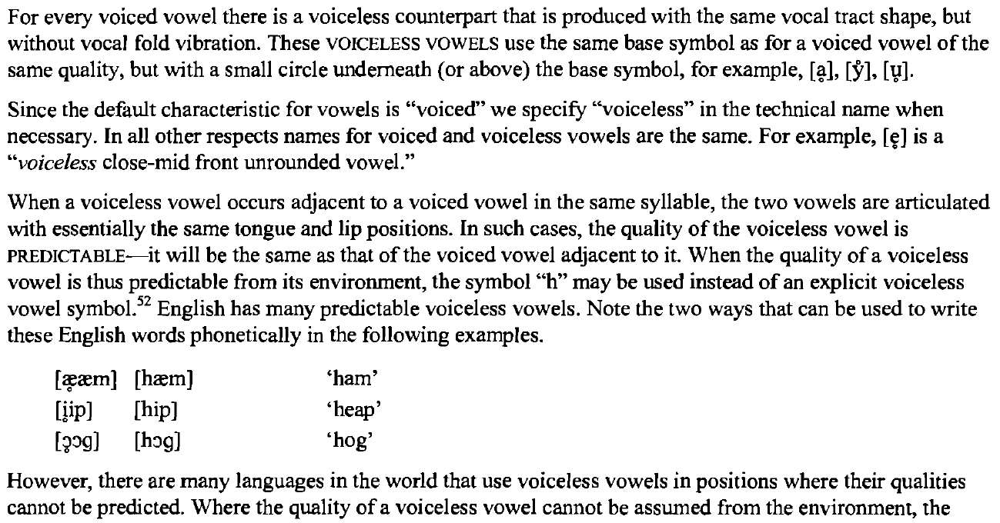 For every voiced vowel there is a voiceless counterpart that is produced with the same vocal tract shape, but
without vocal fold vibration. These VOICELESS VOWELS use the same base symbol as for a voiced vowel of the
same quality, but with a small circle underneath (or above) the base symbol, for example, [ḁ], [ẙ], [u̥].
Since the default characteristic for vowels is “voiced” we specify “voiceless” in the technical name when
necessary. In all other respects names for voiced and voiceless vowels are the same. For example, [e̥] is a
“voiceless close-mid front unrounded vowel.”
When a voiceless vowel occurs adjacent to a voiced vowel in the same syllable, the two vowels are articulated
with essentially the same tongue and lip positions. In such cases, the quality of the voiceless vowel is
PREDICTABLE—it will be the same as that of the voiced vowel adjacent to it. When the quality of a voiceless
vowel is thus predictable from its environment, the symbol “h” may be used instead of an explicit voiceless
vowel symbol.52 English has many predictable voiceless vowels. Note the two ways that can be used to write
these English words phonetically in the following examples.
[æ̥æm] [hæm] ‘ham’
[i̥ip] [hip] ‘heap’
[ɔ̥ɔg] [hɔg] ‘hog’
However, there are many languages in the world that use voiceless vowels in positions where their qualities
cannot be predicted. Where the quality of a voiceless vowel cannot be assumed from the environment, the